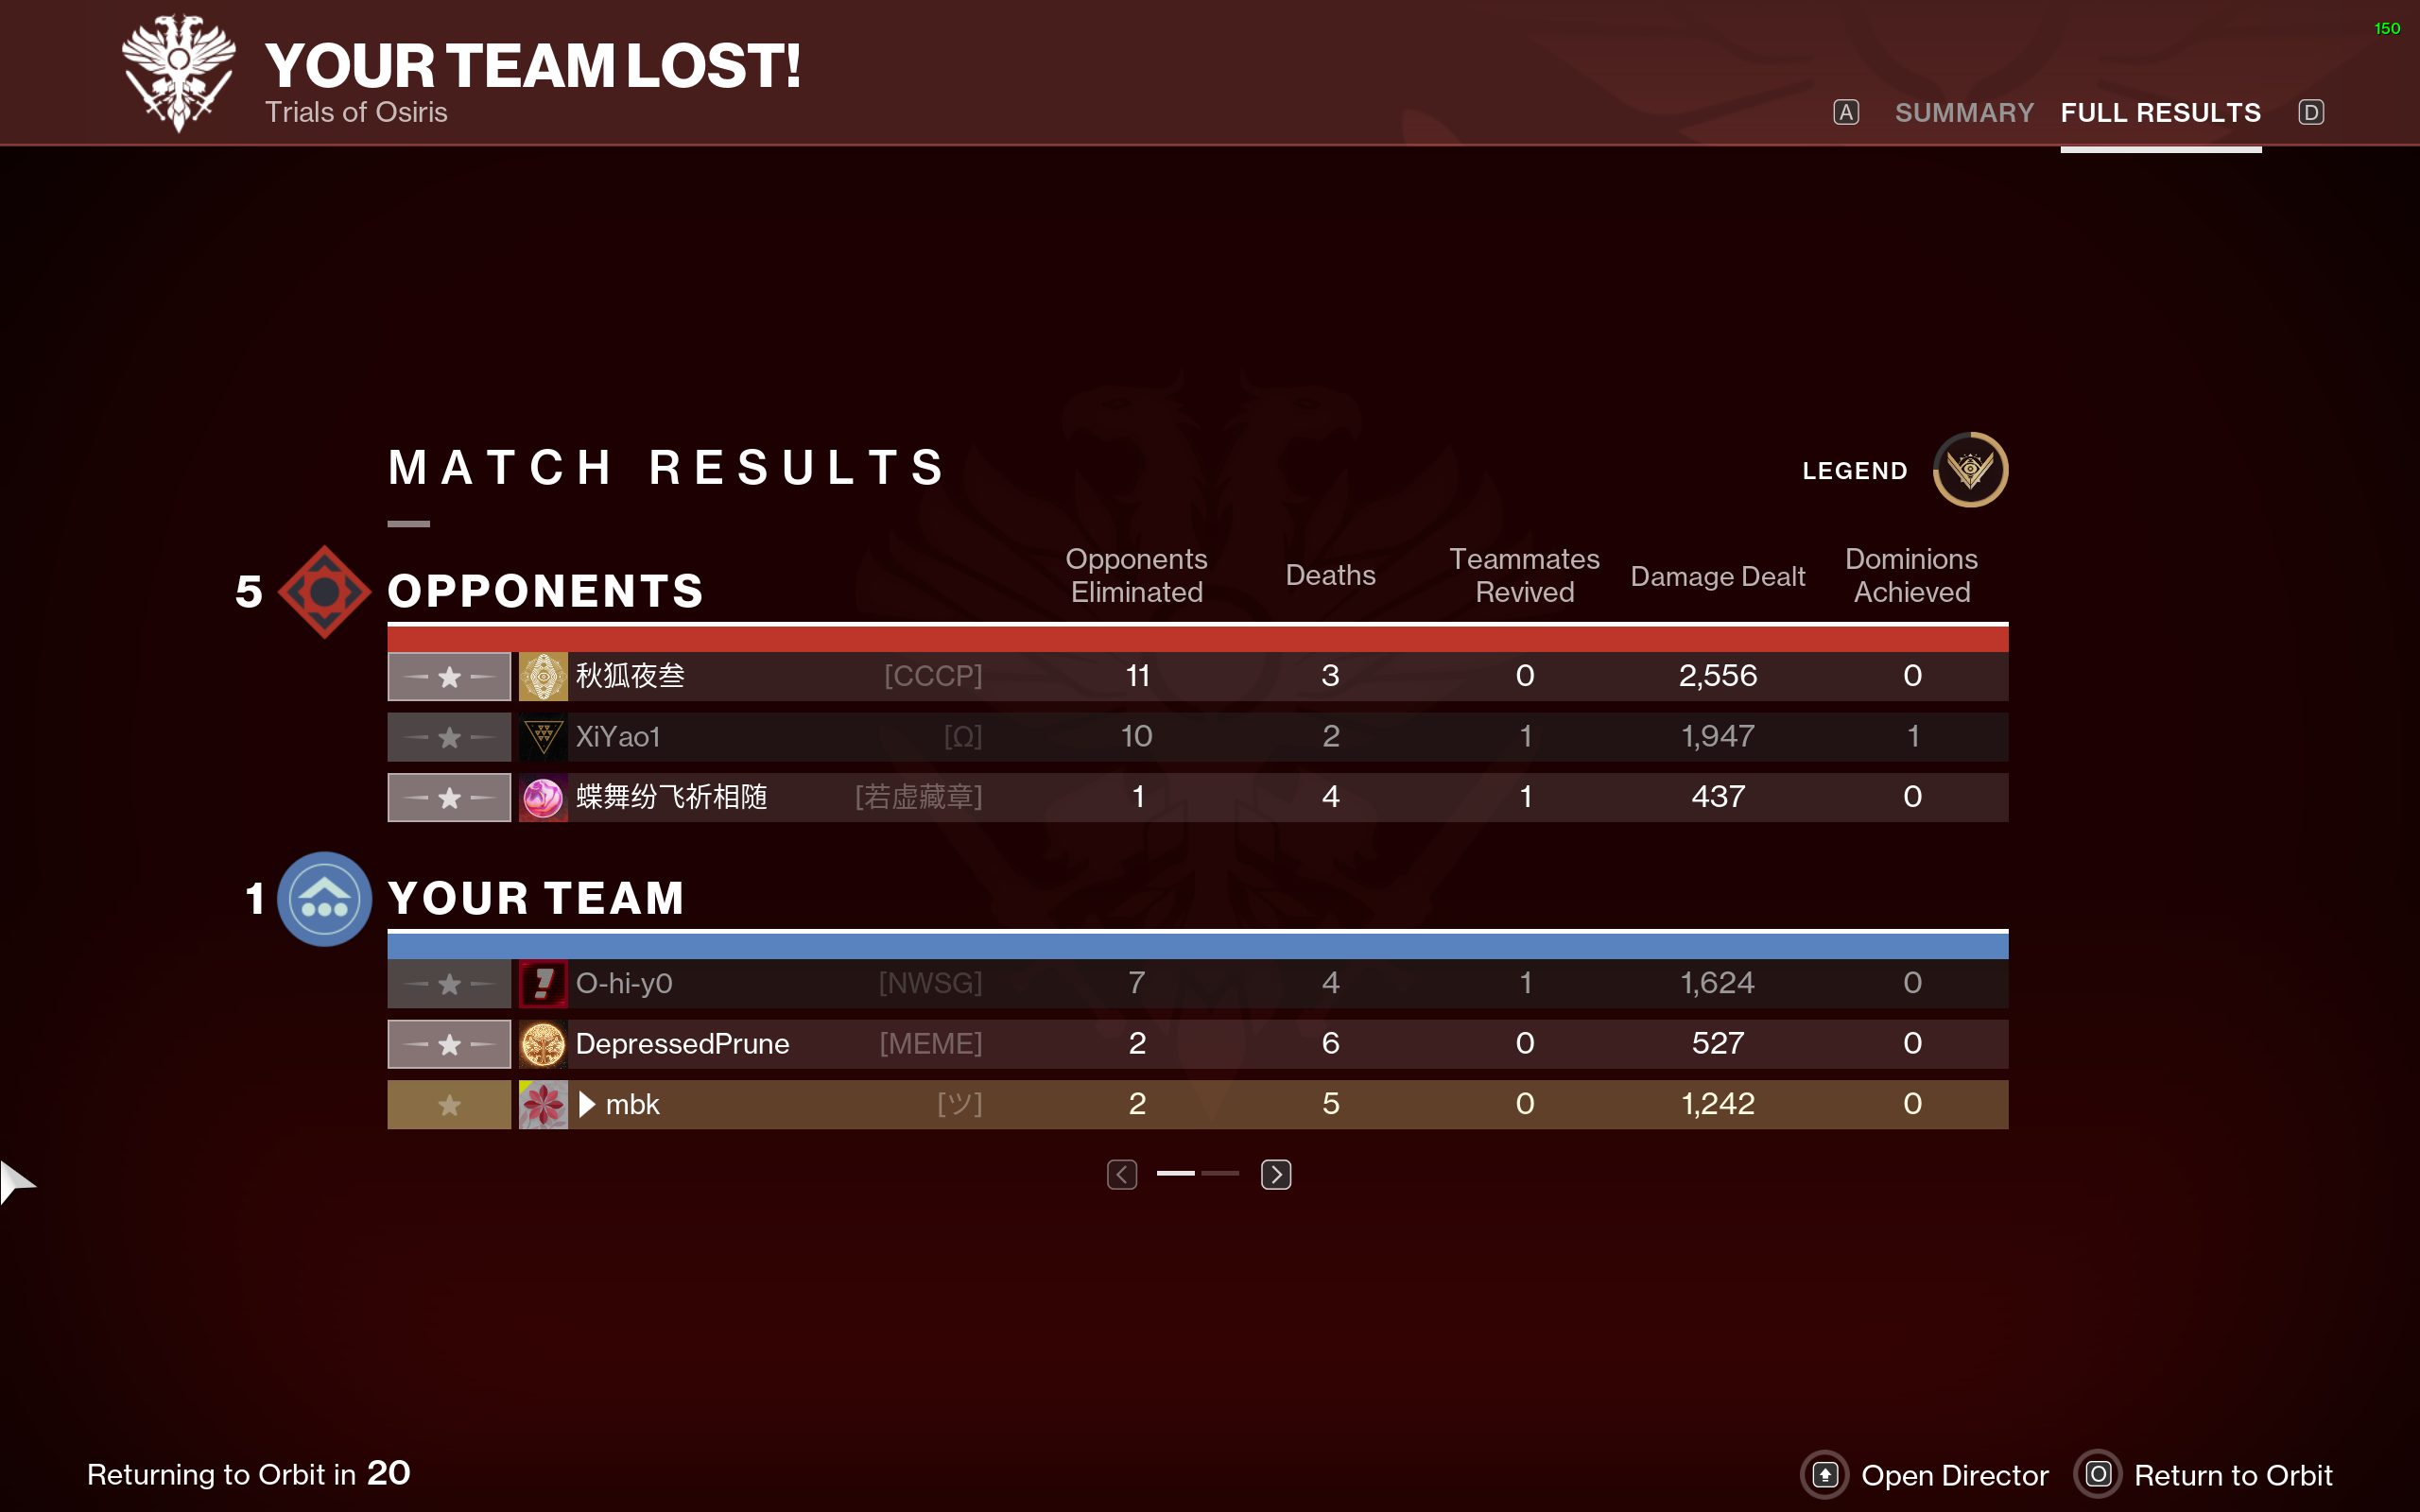 150
YOUR TEAM LOST!
Trials of Osiris
A SUMMARY FULL RESULTS D
MATCH RESULTS
LEGEND
5 OPPONENTS Opponents Eliminated Deaths Teammates Revived Damage Dealt Dominions Achieved
秋狐夜叁 [CCCP] 11 3 0 2,556 0
XiYao1 [Ω] 10 2 1 1,947 1
蝶舞纷飞祈相随 [若虚藏章] 1 4 1 437 0
1 YOUR TEAM
O-hi-y0 [NWSG] 7 4 1 1,624 0
DepressedPrune [MEME] 2 6 0 527 0
mbk [ツ] 2 5 0 1,242 0
Returning to Orbit in 20
Open Director O Return to Orbit